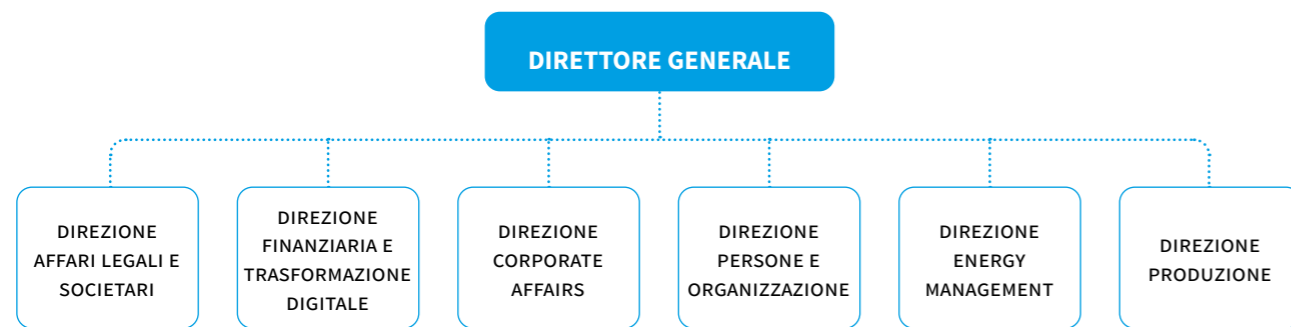 DIRETTORE GENERALE
DIREZIONE
AFFARI LEGALI E
SOCIETARI
DIREZIONE
FINANZIARIA E
TRASFORMAZIONE
DIGITALE
DIREZIONE
CORPORATE
AFFAIRS
DIREZIONE
PERSONE E
ORGANIZZAZIONE
DIREZIONE
ENERGY
MANAGEMENT
DIREZIONE
PRODUZIONE